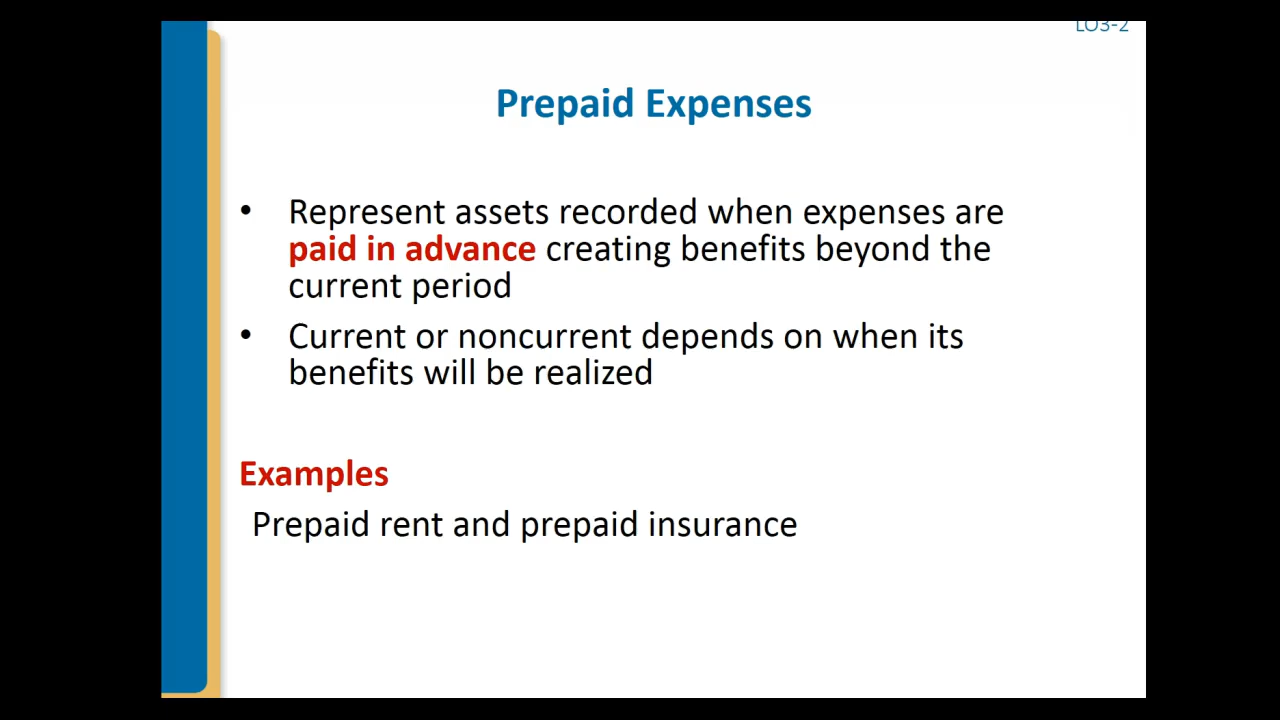 LO3-2
Prepaid Expenses
• Represent assets recorded when expenses are
paid in advance creating benefits beyond the
current period
• Current or noncurrent depends on when its
benefits will be realized
Examples
Prepaid rent and prepaid insurance